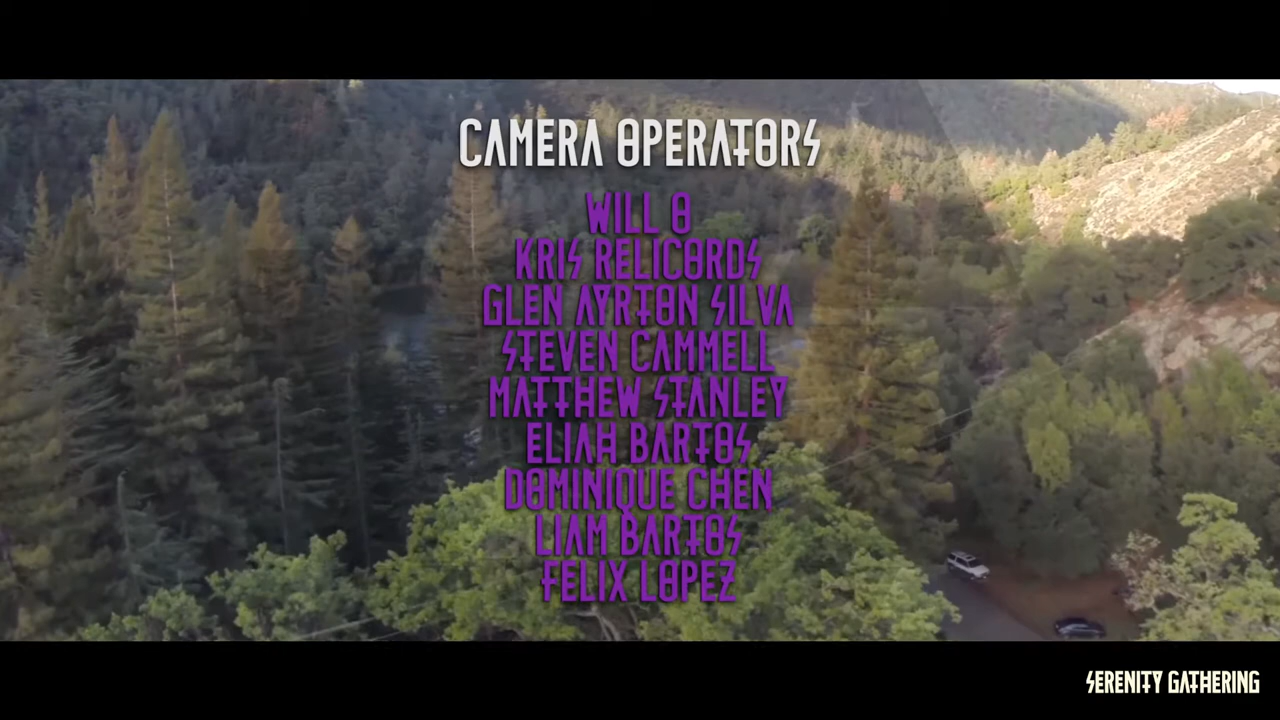 CAMERA OPERATORS
WILL O
KRIS RELICORDS
GLEN AYRTON SILVA
STEVEN CAMMELL
MATTHEW STANLEY
ELIAH BARTOS
DOMINIQUE CHEN
LIAM BARTOS
FELIX LOPEZ
SERENITY GATHERING